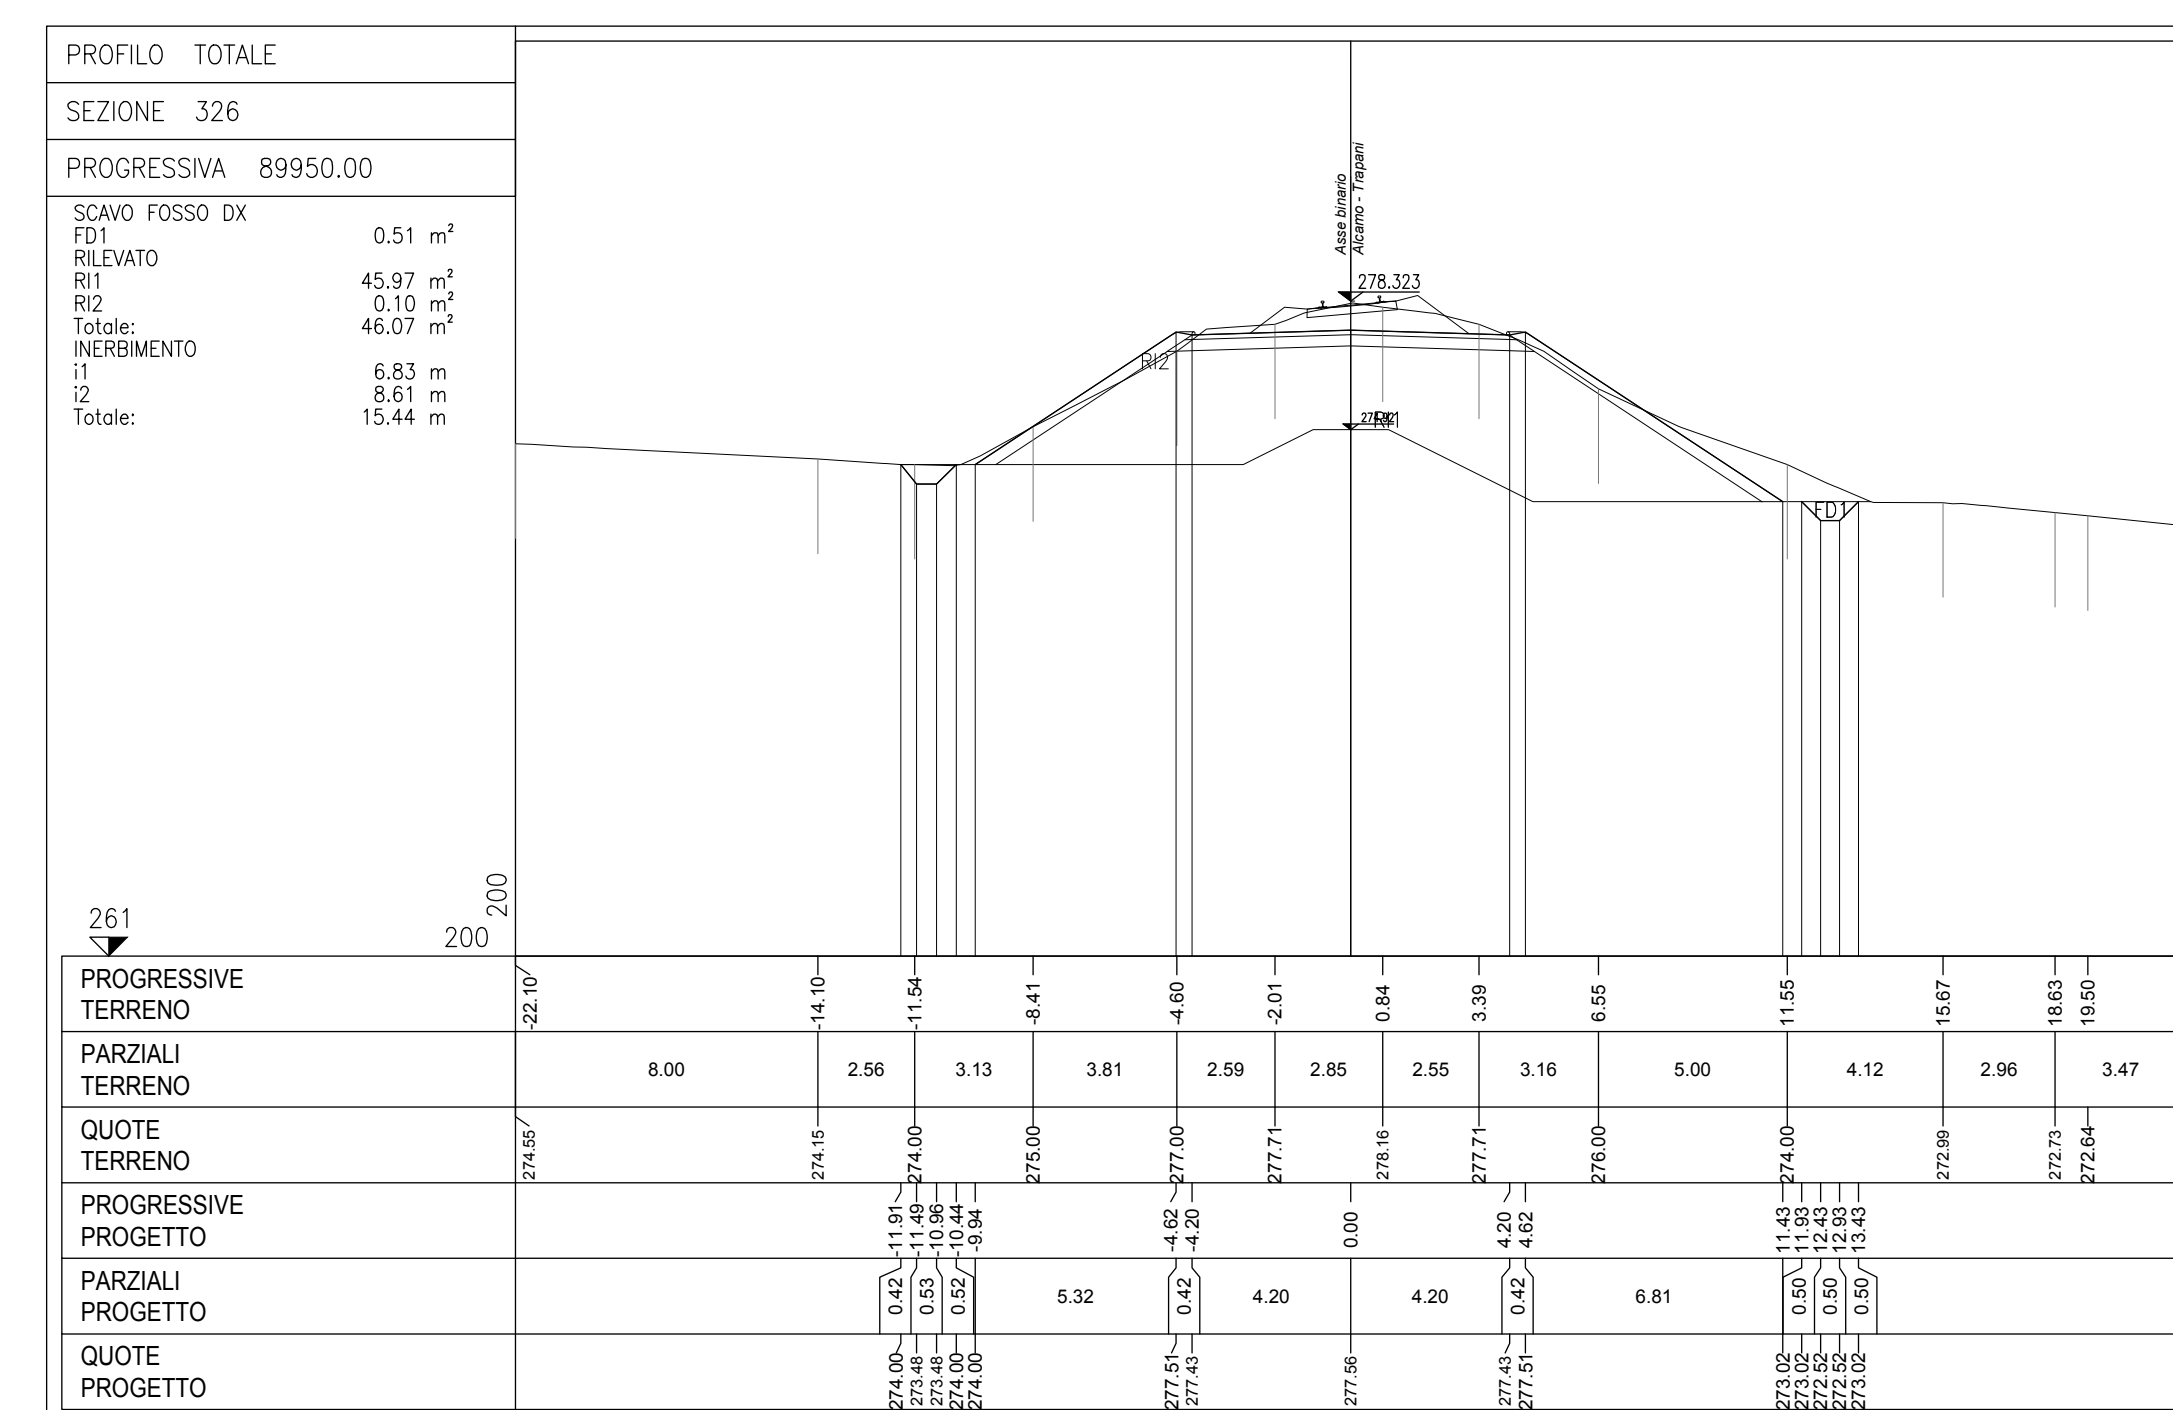 PROFILO TOTALE
SEZIONE 326
PROGRESSIVA 89950.00
SCAVO FOSSO DX
FD1 0.51 m²
RILEVATO
RI1 45.97 m²
RI2 0.10 m²
Totale: 46.07 m²
INERBIMENTO
i1 6.83 m
i2 8.61 m
Totale: 15.44 m
Asse binario
Alcamo - Trapani
278.323
RI2
RI1
FD1
261
200
200
PROGRESSIVE TERRENO
-22.10 -14.10 -11.54 -8.41 -4.60 -2.01 0.84 3.39 6.55 11.55 15.67 18.63 19.50
PARZIALI TERRENO
8.00 2.56 3.13 3.81 2.59 2.85 2.55 3.16 5.00 4.12 2.96 3.47
QUOTE TERRENO
274.55 274.15 274.00 275.00 277.00 277.71 278.16 277.71 276.00 274.00 272.99 272.73 272.64
PROGRESSIVE PROGETTO
-11.91 -11.49 -10.96 -10.44 -9.94 -4.62 -4.20 0.00 4.20 4.62 11.43 11.93 12.43 12.93 13.43
PARZIALI PROGETTO
0.42 0.53 0.52 5.32 0.42 4.20 4.20 0.42 6.81 0.50 0.50 0.50
QUOTE PROGETTO
274.00 273.48 273.48 274.00 274.00 277.51 277.43 277.56 277.43 277.51 273.02 273.02 272.52 272.52 273.02